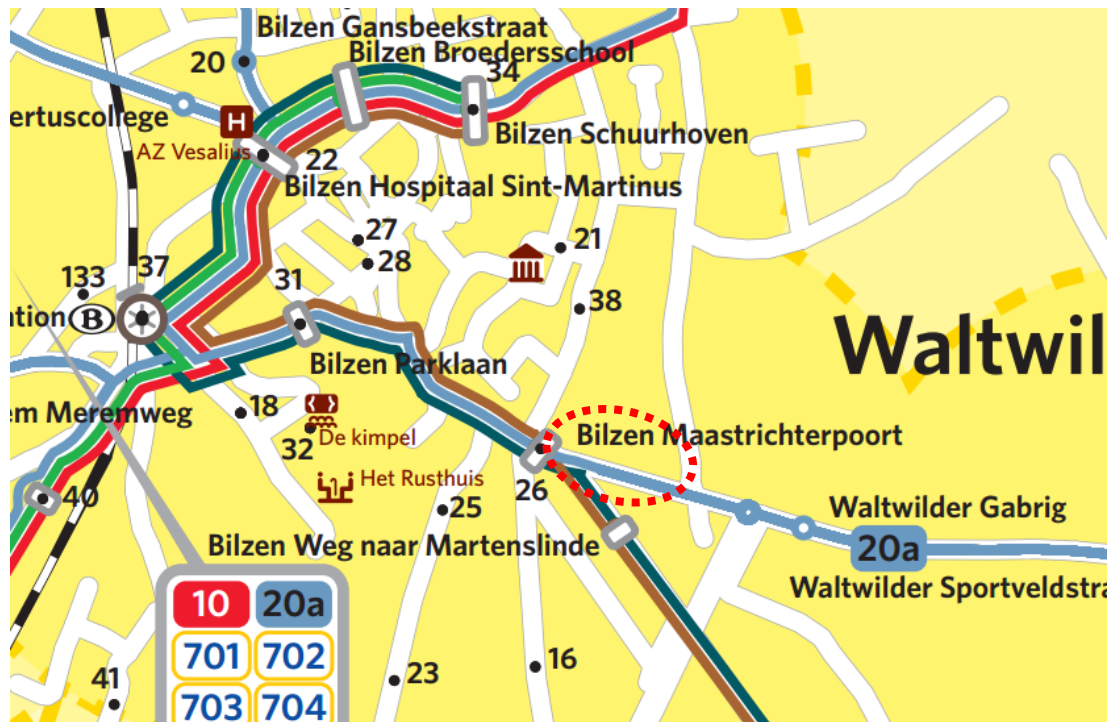 Bilzen Gansbeekstraat
Bilzen Broedersschool
20
34
ertuscollege
H
Bilzen Schuurhoven
AZ Vesalius
22
Bilzen Hospitaal Sint-Martinus
27
21
28
133
37
31
38
ation
B
Waltwil
Bilzen Parklaan
em Meremweg
18
De kimpel
32
Bilzen Maastrichterpoort
Het Rusthuis
40
26
25
Waltwilder Gabrig
Bilzen Weg naar Martenslinde
20a
Waltwilder Sportveldstra
10 20a
701 702
16
23
41
703 704